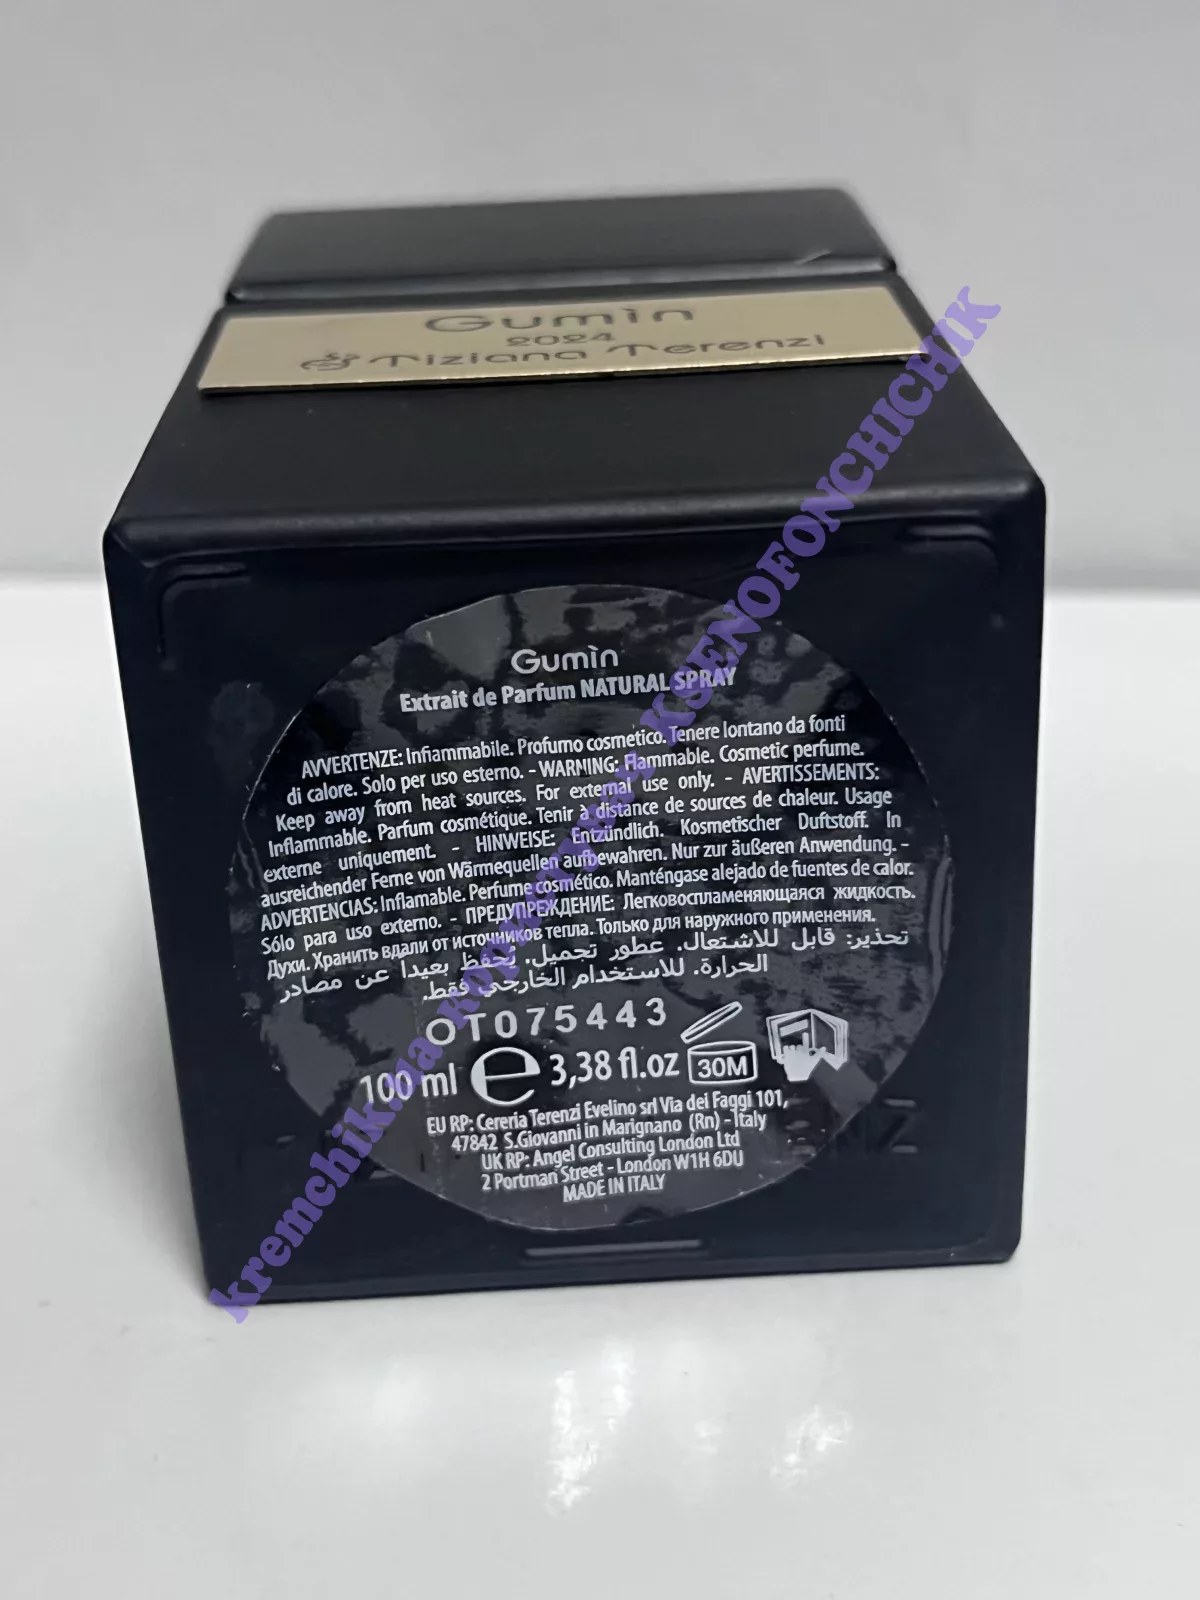 Gumìn
2024
Tiziana Terenzi
Gumìn
Extrait de Parfum NATURAL SPRAY
AVVERTENZE: Infiammabile. Profumo cosmetico. Tenere lontano da fonti
di calore. Solo per uso esterno. - WARNING: Flammable. Cosmetic perfume.
Keep away from heat sources. For external use only. - AVERTISSEMENTS:
Inflammable. Parfum cosmétique. Tenir à distance de sources de chaleur. Usage
externe uniquement. - HINWEISE: Entzündlich. Kosmetischer Duftstoff. In
ausreichender Ferne von Wärmequellen aufbewahren. Nur zur äußeren Anwendung. -
ADVERTENCIAS: Inflamable. Perfume cosmético. Manténgase alejado de fuentes de calor.
Sólo para uso externo. - ПРЕДУПРЕЖДЕНИЕ: Легковоспламеняющаяся жидкость.
Духи. Хранить вдали от источников тепла. Только для наружного применения.
تحذير: قابل للاشتعال. عطور تجميل. تحفظ بعيداً عن مصادر
الحرارة. للاستخدام الخارجي فقط.
OT075443
100 ml e 3,38 fl.oz 30M
EU RP: Cereria Terenzi Evelino srl Via dei Faggi 101,
47842 S.Giovanni in Marignano (Rn) - Italy
UK RP: Angel Consulting London Ltd
2 Portman Street - London W1H 6DU
MADE IN ITALY
kremchik.ua користувач KSENOFONCHICHIK